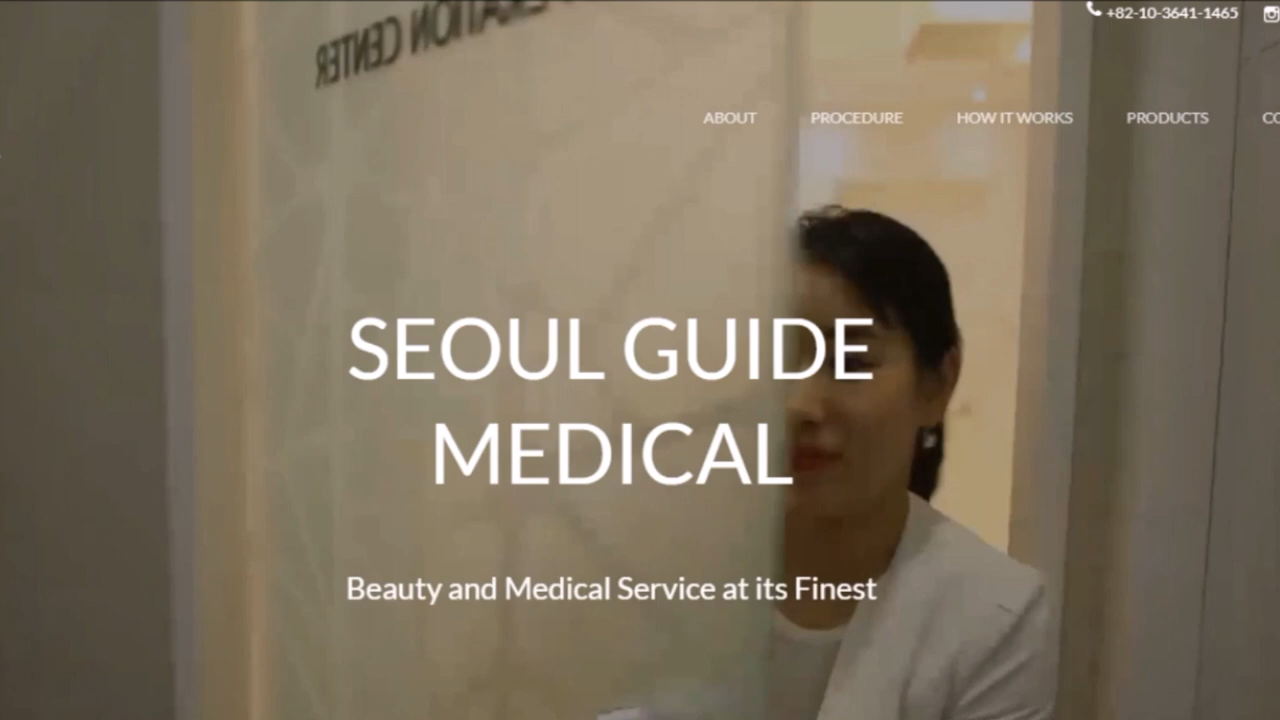 +82-10-3641-1465
ABOUT PROCEDURE HOW IT WORKS PRODUCTS
CENTER
SEOUL GUIDE
MEDICAL
Beauty and Medical Service at its Finest